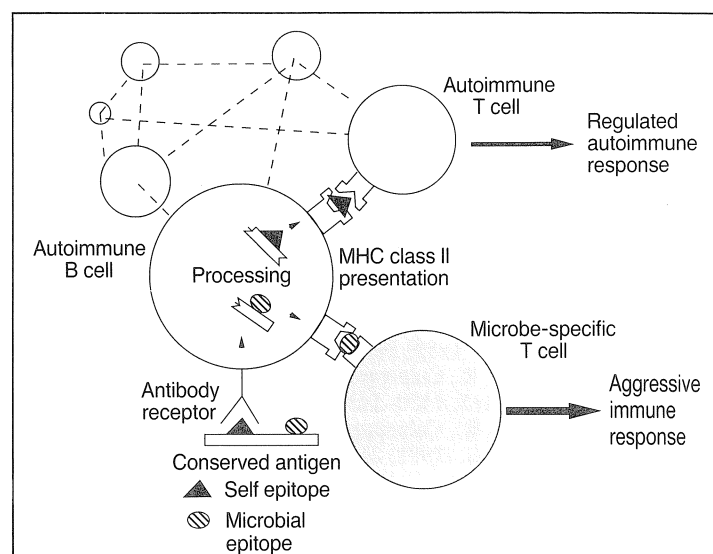 Autoimmune
T cell
Regulated
autoimmune
response
Autoimmune
B cell
Processing
MHC class II
presentation
Microbe-specific
T cell
Antibody
receptor
Aggressive
immune
response
Conserved antigen
Self epitope
Microbial
epitope